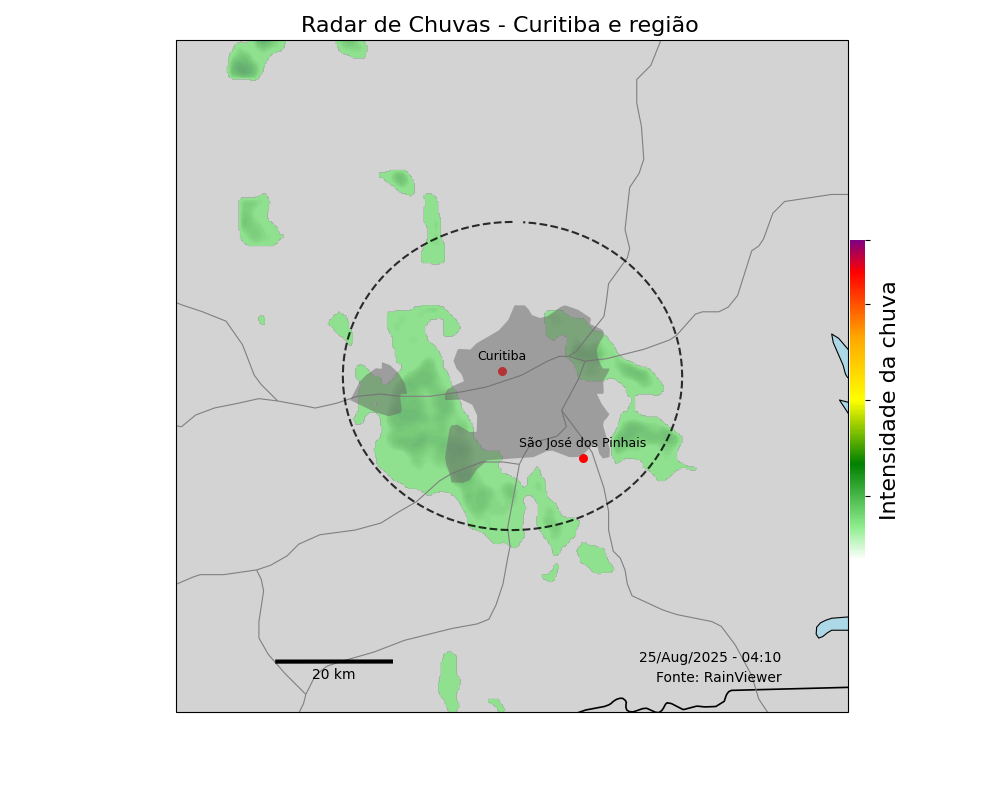 Radar de Chuvas - Curitiba e região
Curitiba
São José dos Pinhais
Intensidade da chuva
20 km
25/Aug/2025 - 04:10
Fonte: RainViewer